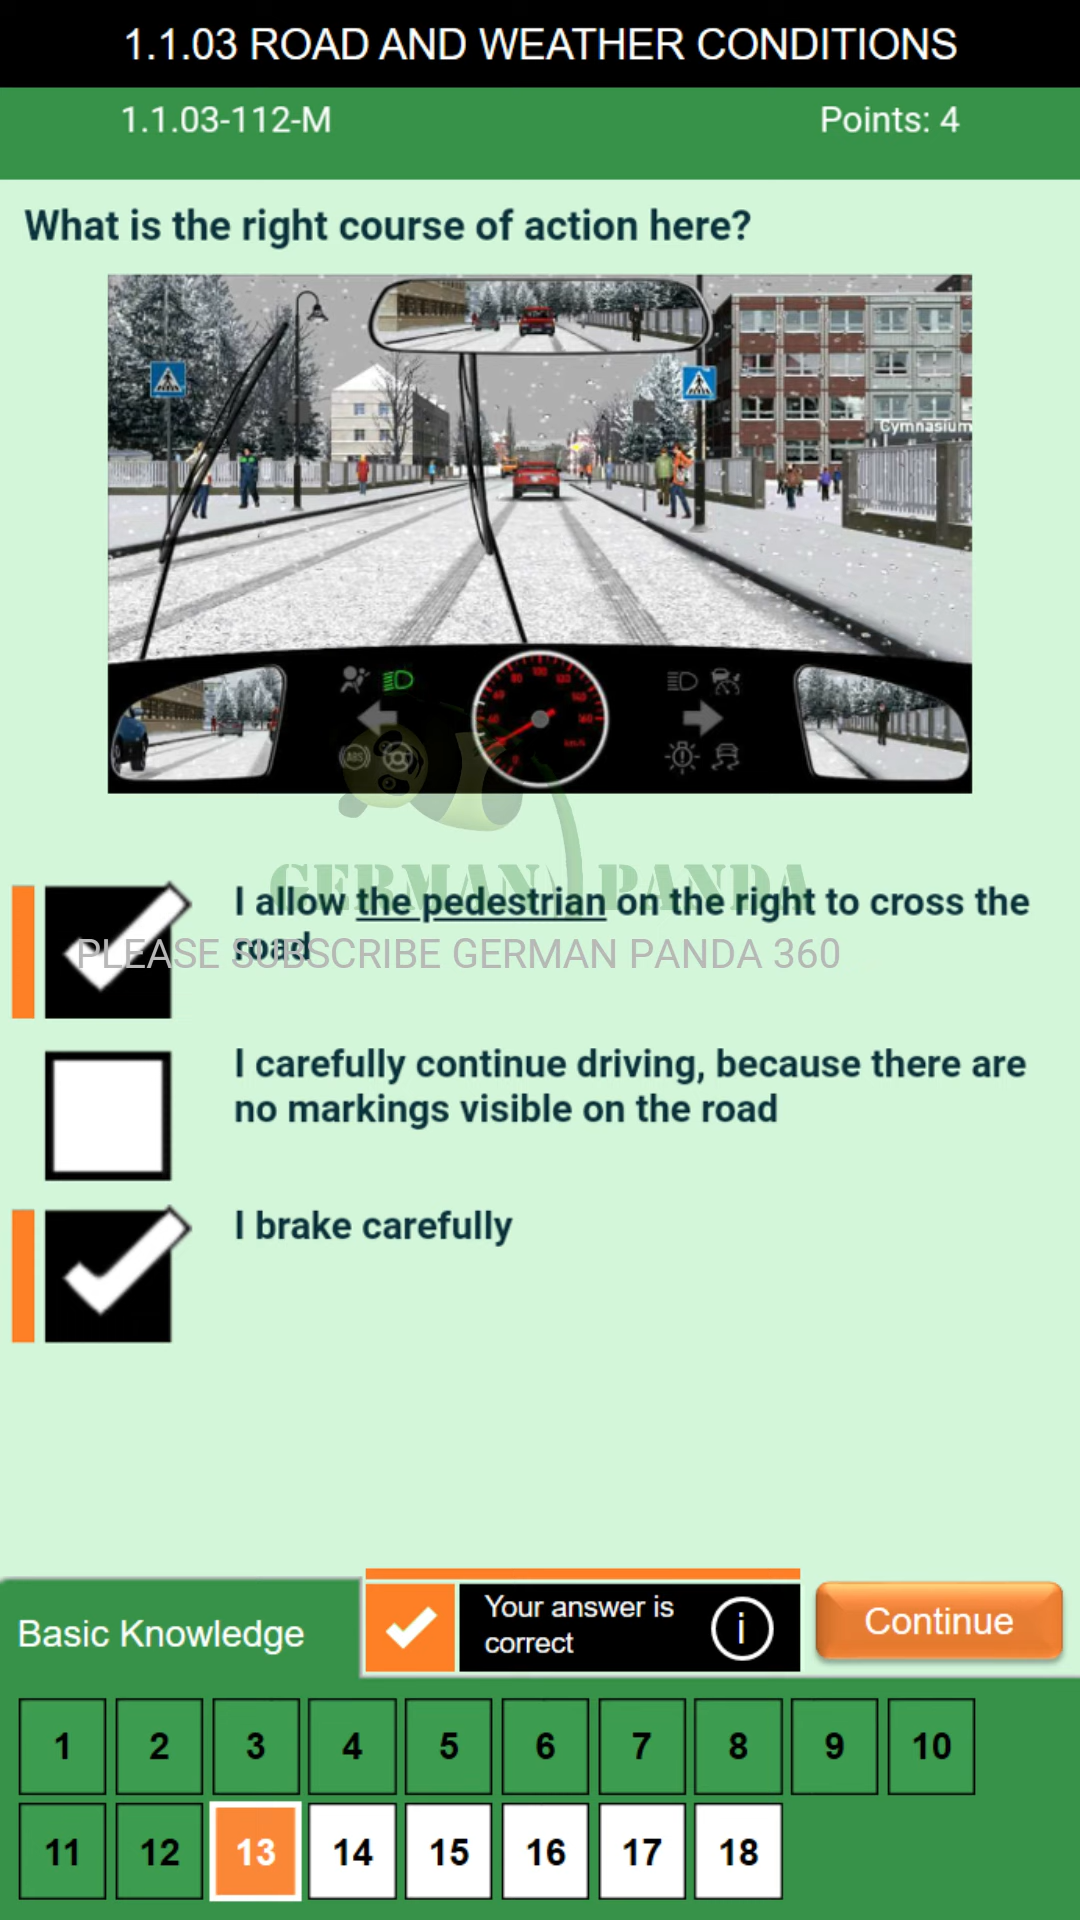 1.1.03 ROAD AND WEATHER CONDITIONS
1.1.03-112-M
Points: 4
What is the right course of action here?
Gymnasium
ABS
GERMAN PANDA
I allow the pedestrian on the right to cross the
road
PLEASE SUBSCRIBE GERMAN PANDA 360
I carefully continue driving, because there are
no markings visible on the road
I brake carefully
Basic Knowledge
Your answer is
correct
i
Continue
1 2 3 4 5 6 7 8 9 10
11 12 13 14 15 16 17 18